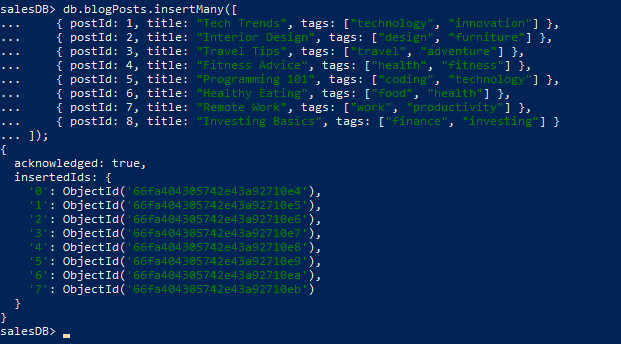 salesDB> db.blogPosts.insertMany([
...     { postId: 1, title: "Tech Trends", tags: ["technology", "innovation"] },
...     { postId: 2, title: "Interior Design", tags: ["design", "furniture"] },
...     { postId: 3, title: "Travel Tips", tags: ["travel", "adventure"] },
...     { postId: 4, title: "Fitness Advice", tags: ["health", "fitness"] },
...     { postId: 5, title: "Programming 101", tags: ["coding", "technology"] },
...     { postId: 6, title: "Healthy Eating", tags: ["food", "health"] },
...     { postId: 7, title: "Remote Work", tags: ["work", "productivity"] },
...     { postId: 8, title: "Investing Basics", tags: ["finance", "investing"] }
... ]);
{
  acknowledged: true,
  insertedIds: {
    '0': ObjectId('66fa404305742e43a92710e4'),
    '1': ObjectId('66fa404305742e43a92710e5'),
    '2': ObjectId('66fa404305742e43a92710e6'),
    '3': ObjectId('66fa404305742e43a92710e7'),
    '4': ObjectId('66fa404305742e43a92710e8'),
    '5': ObjectId('66fa404305742e43a92710e9'),
    '6': ObjectId('66fa404305742e43a92710ea'),
    '7': ObjectId('66fa404305742e43a92710eb')
  }
}
salesDB>